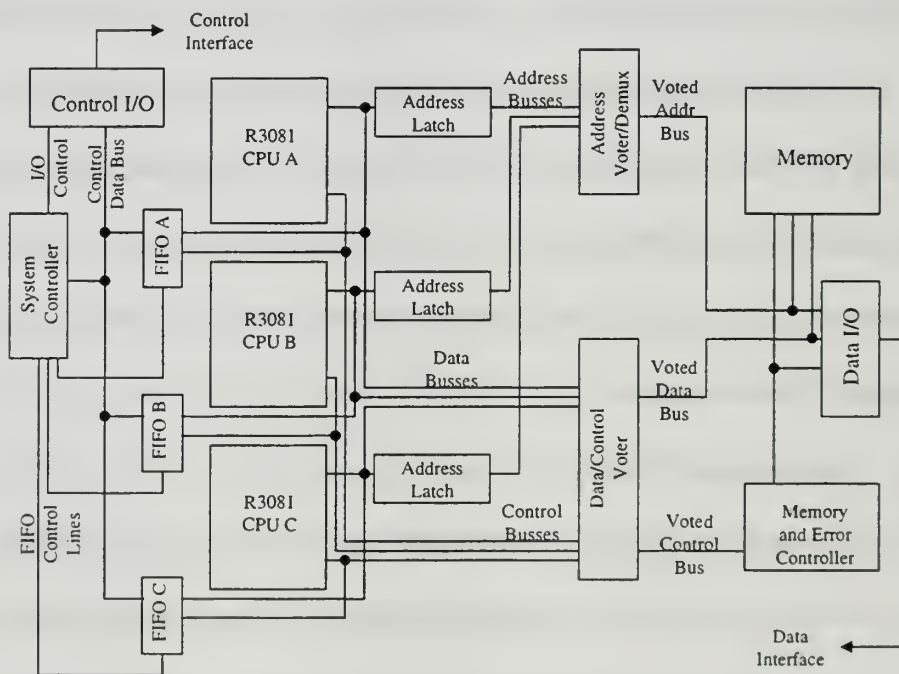 Control
Interface
Control I/O
I/O
Control
Control
Data Bus
System
Controller
FIFO
Control
Lines
FIFO A
FIFO B
FIFO C
R3081
CPU A
R3081
CPU B
R3081
CPU C
Address
Latch
Address
Latch
Address
Latch
Address
Busses
Data
Busses
Control
Busses
Address
Voter/Demux
Data/Control
Voter
Voted
Addr
Bus
Voted
Data
Bus
Voted
Control
Bus
Memory
Data I/O
Memory
and Error
Controller
Data
Interface